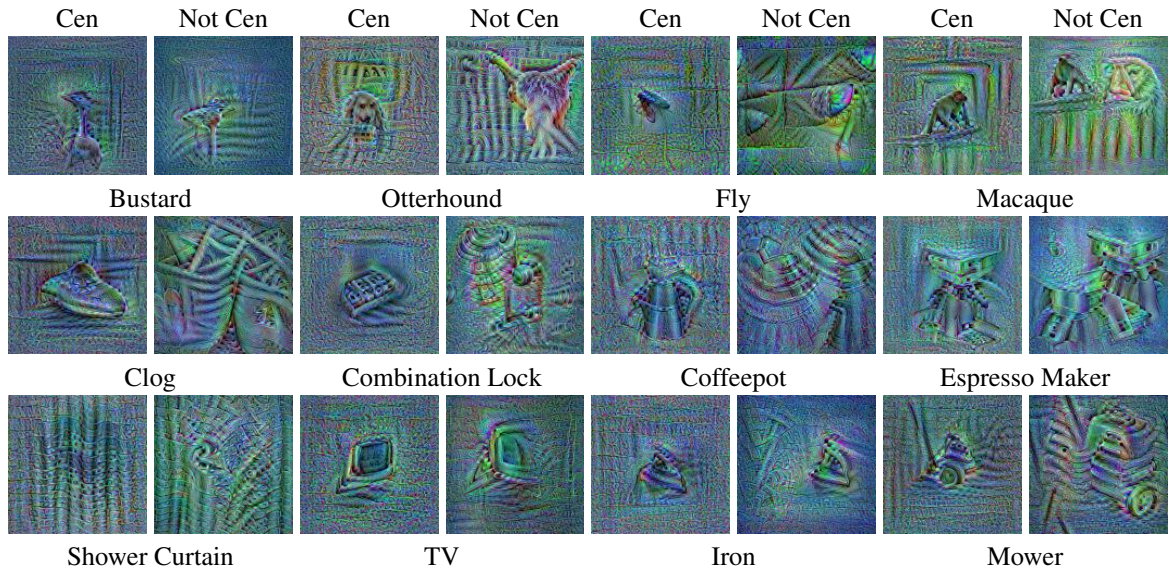 Cen Not Cen Cen Not Cen Cen Not Cen Cen Not Cen
Bustard Otterhound Fly Macaque
Clog Combination Lock Coffeepot Espresso Maker
Shower Curtain TV Iron Mower